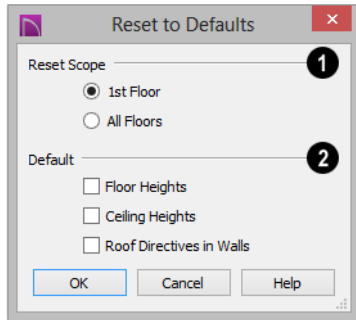 Reset to Defaults
Reset Scope
1
1st Floor
All Floors
Default
2
Floor Heights
Ceiling Heights
Roof Directives in Walls
OK Cancel Help